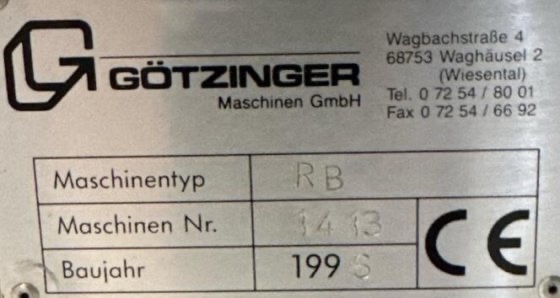 GÖTZINGER
Maschinen GmbH
Wagbachstraße 4
68753 Waghäusel 2
(Wiesental)
Tel. 0 72 54 / 80 01
Fax 0 72 54 / 66 92
Maschinentyp RB
Maschinen Nr. 1413
Baujahr 199
CE